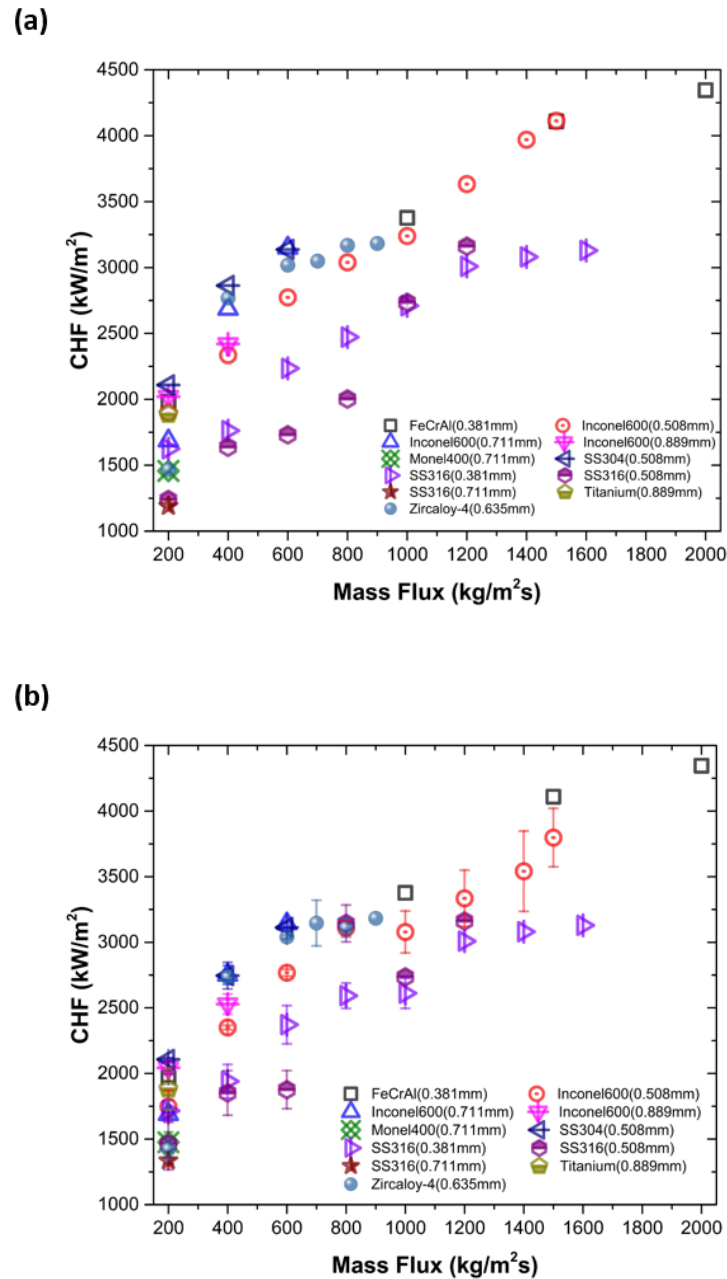 (a)
4500
4000
3500
3000
2500
2000
1500
1000
CHF (kW/m²)
FeCrAl(0.381mm) Inconel600(0.508mm)
Inconel600(0.711mm) Inconel600(0.889mm)
Monel400(0.711mm) SS304(0.508mm)
SS316(0.381mm) SS316(0.508mm)
SS316(0.711mm) Titanium(0.889mm)
Zircaloy-4(0.635mm)
200 400 600 800 1000 1200 1400 1600 1800 2000
Mass Flux (kg/m²s)
(b)
4500
4000
3500
3000
2500
2000
1500
1000
CHF (kW/m²)
FeCrAl(0.381mm) Inconel600(0.508mm)
Inconel600(0.711mm) Inconel600(0.889mm)
Monel400(0.711mm) SS304(0.508mm)
SS316(0.381mm) SS316(0.508mm)
SS316(0.711mm) Titanium(0.889mm)
Zircaloy-4(0.635mm)
200 400 600 800 1000 1200 1400 1600 1800 2000
Mass Flux (kg/m²s)